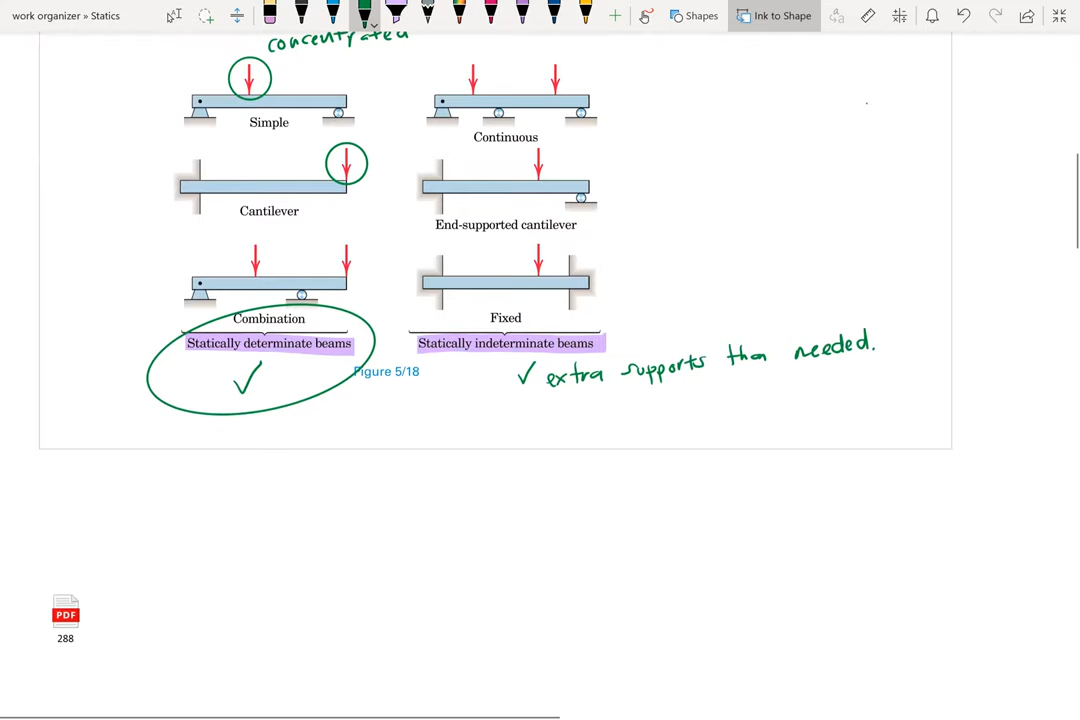 work organizer » Statics
Shapes
Ink to Shape
concentrated
Simple
Continuous
Cantilever
End-supported cantilever
Combination
Fixed
Statically determinate beams
Statically indeterminate beams
✓
Figure 5/18
✓ extra supports than needed.
PDF
288